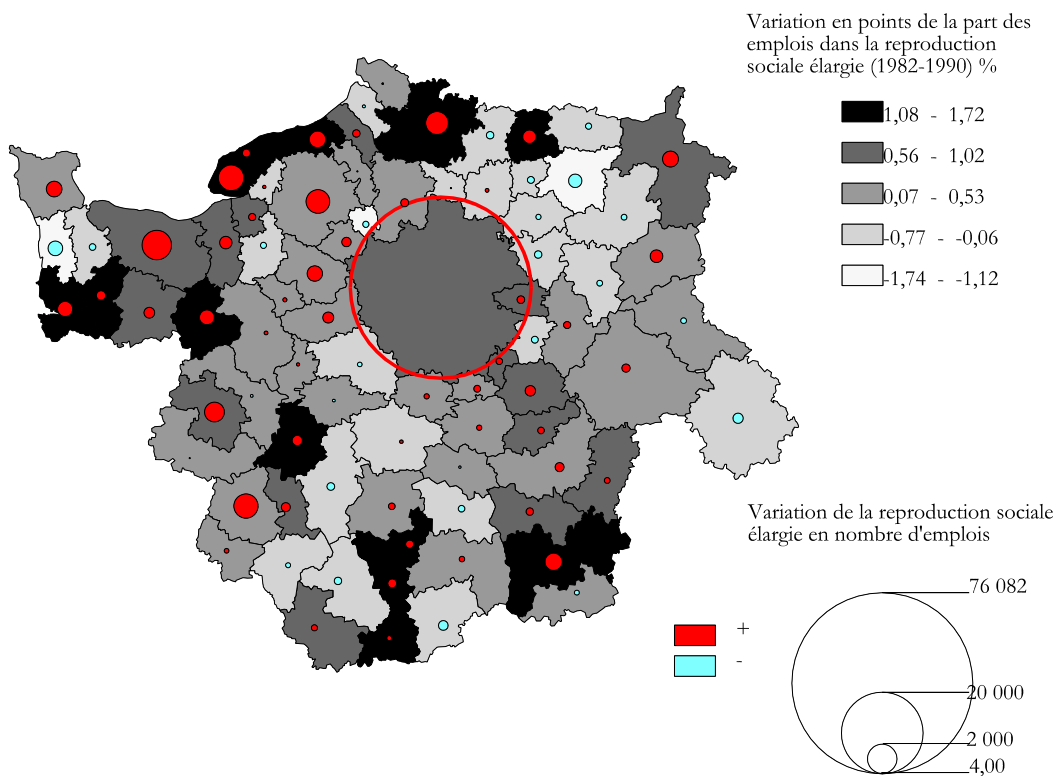 Variation en points de la part des
emplois dans la reproduction
sociale élargie (1982-1990) %
1,08 - 1,72
0,56 - 1,02
0,07 - 0,53
-0,77 - -0,06
-1,74 - -1,12
Variation de la reproduction sociale
élargie en nombre d'emplois
76 082
+
-
20 000
2 000
4,00